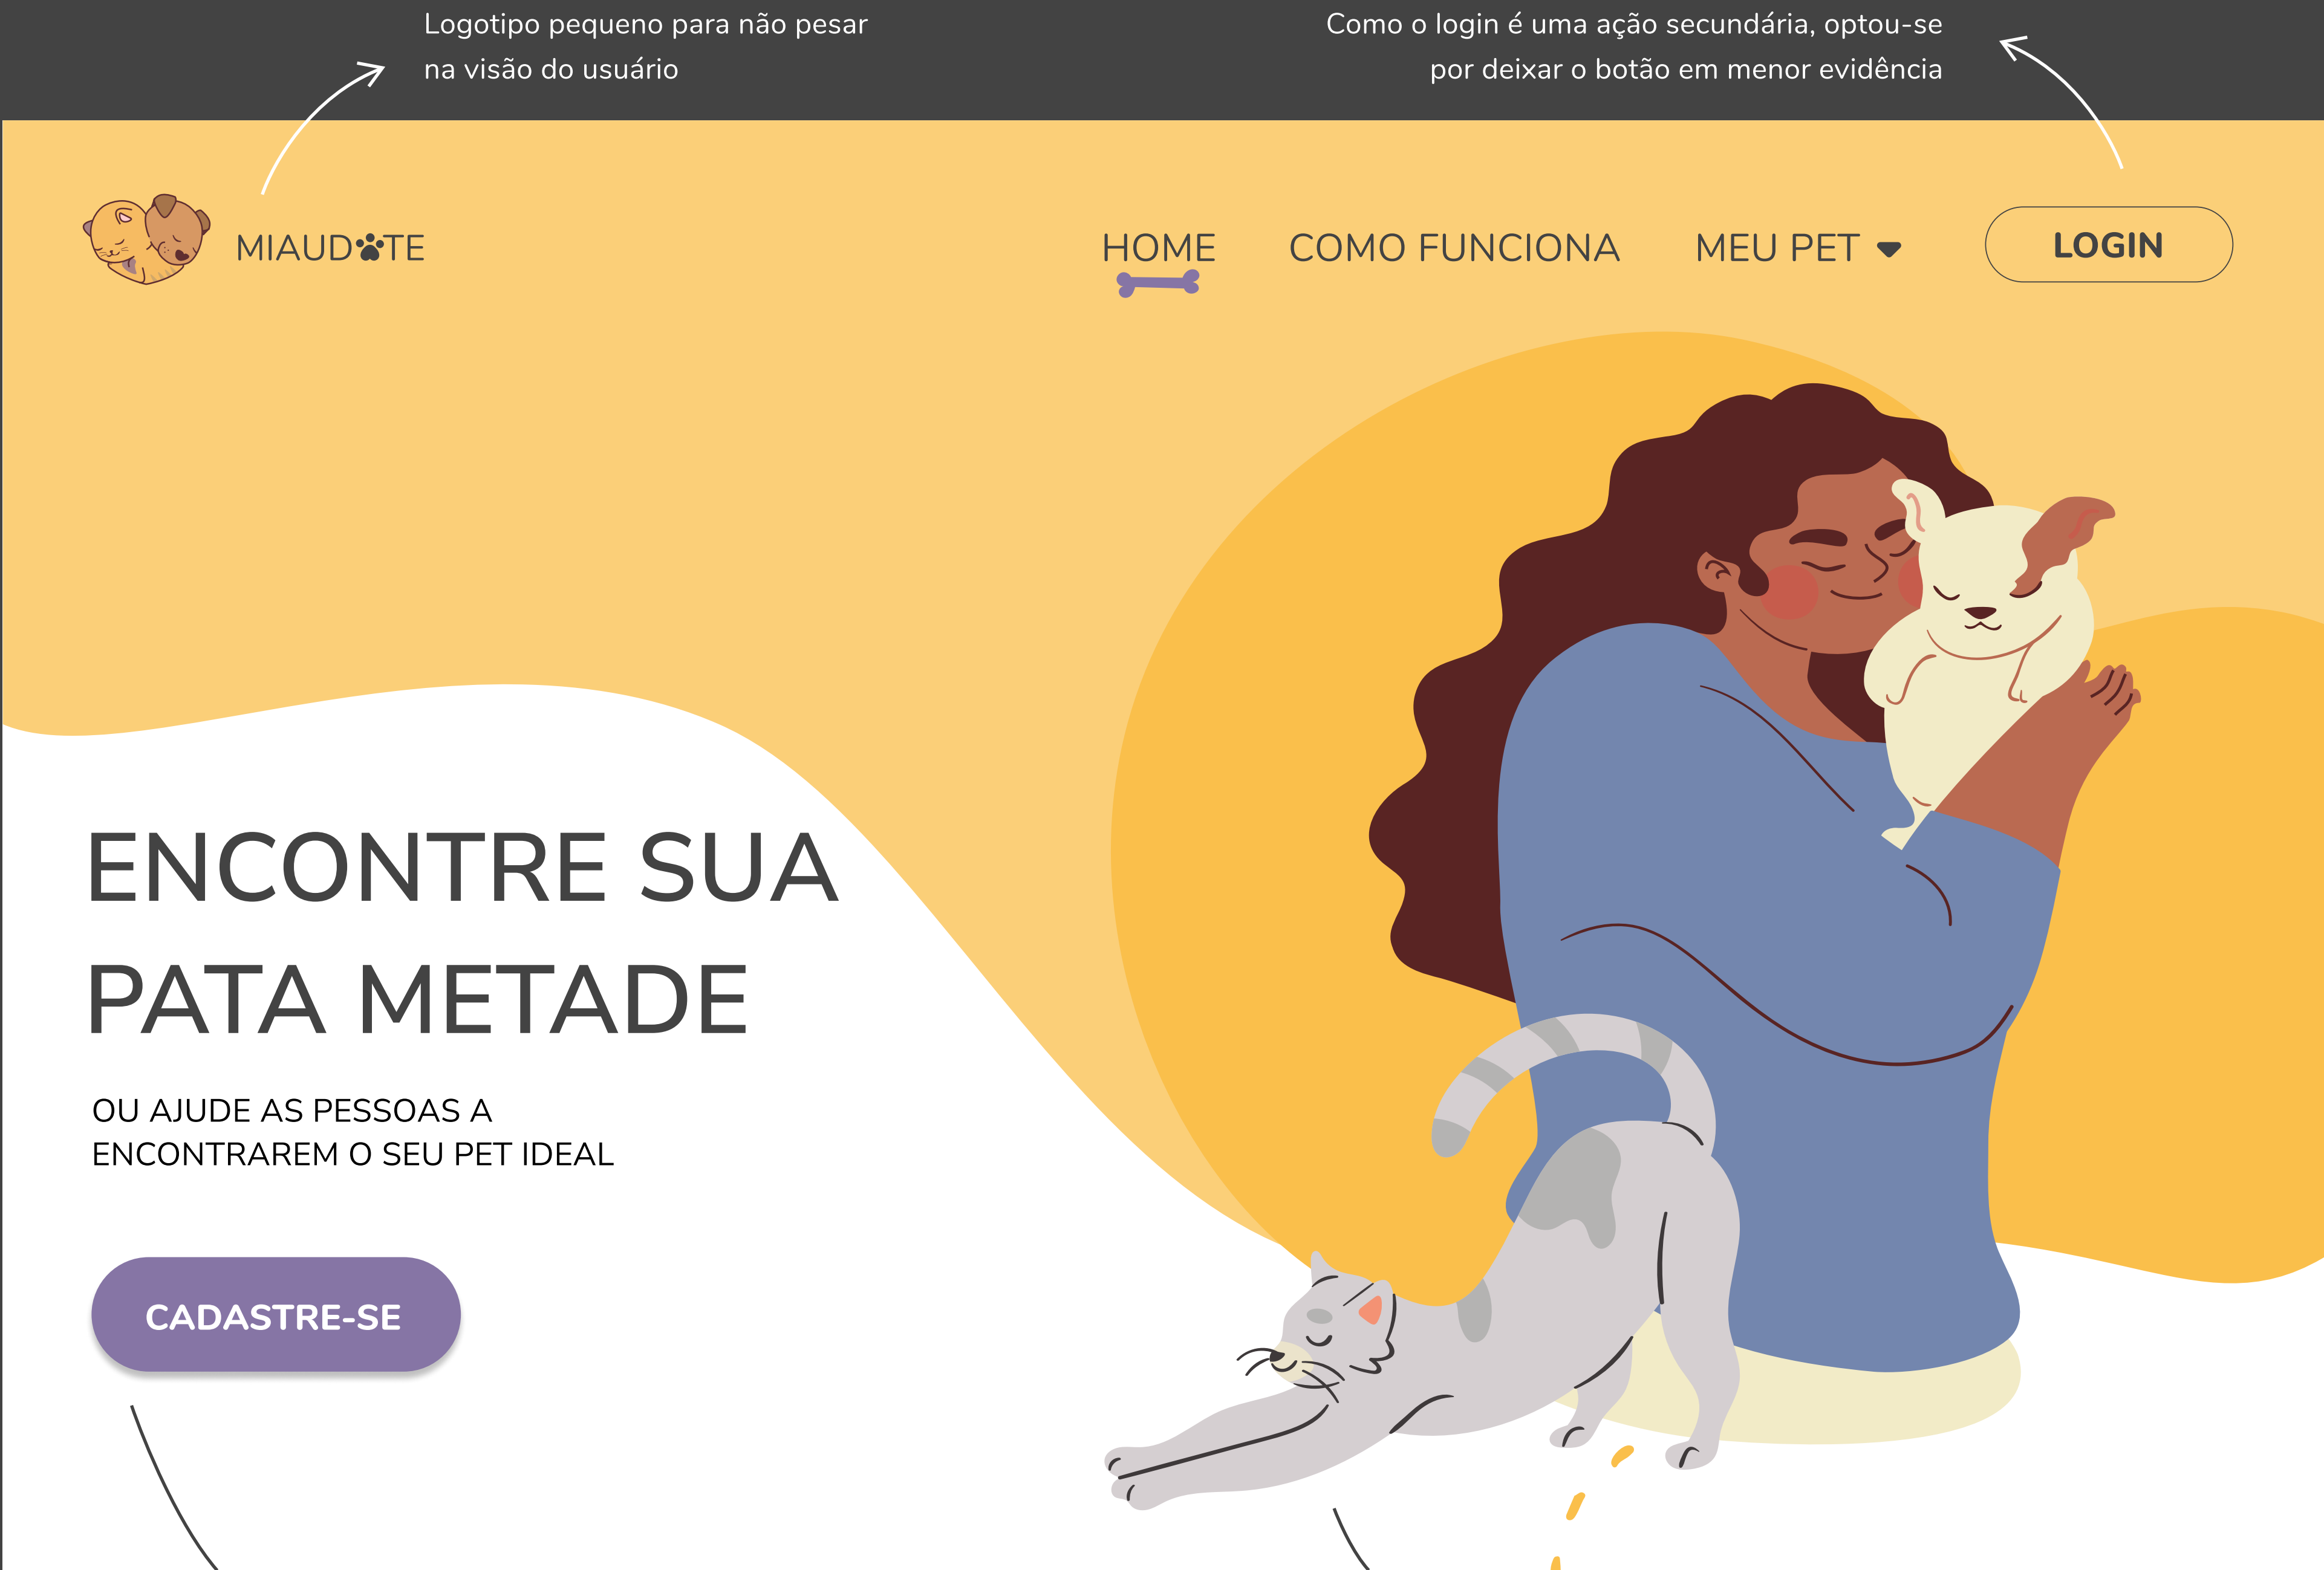 Logotipo pequeno para não pesar
na visão do usuário
Como o login é uma ação secundária, optou-se
por deixar o botão em menor evidência
MIAUD TE
HOME
COMO FUNCIONA
MEU PET
LOGIN
ENCONTRE SUA
PATA METADE
OU AJUDE AS PESSOAS A
ENCONTRAREM O SEU PET IDEAL
CADASTRE-SE